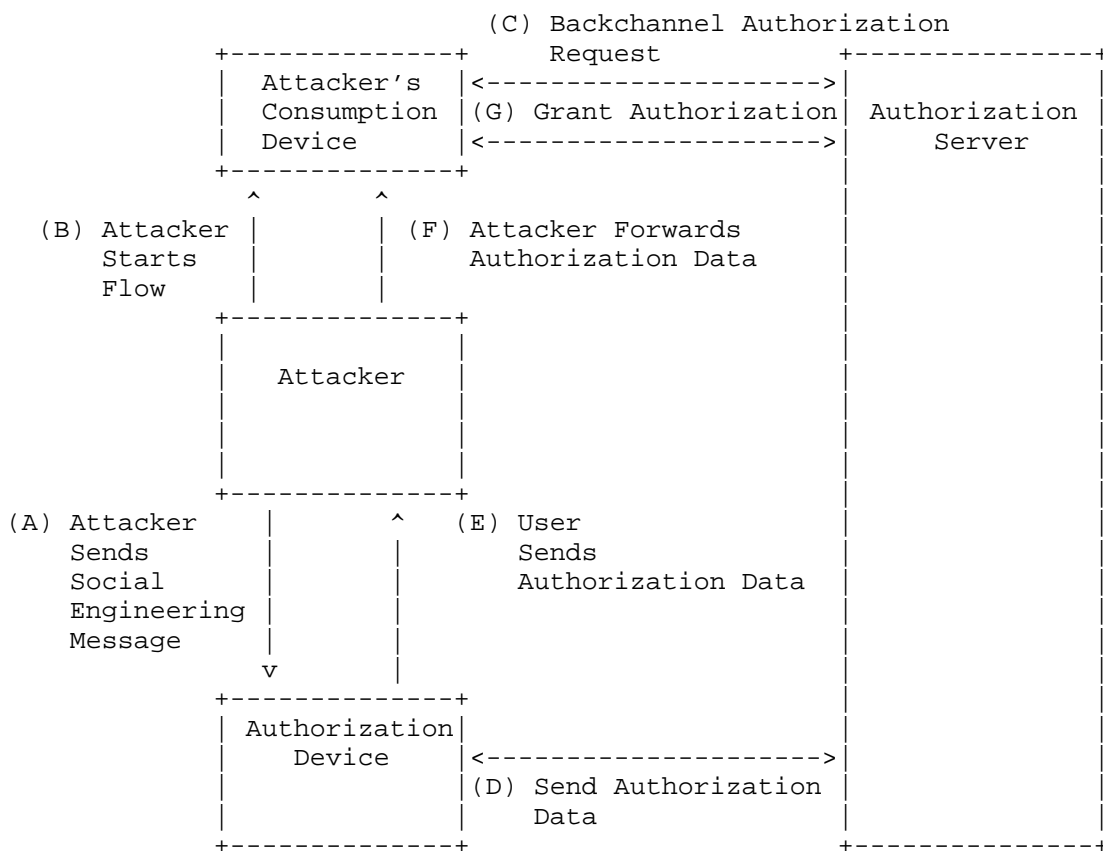 (C) Backchannel Authorization
Request
Attacker's
Consumption
Device
(G) Grant Authorization
Authorization
Server
(B) Attacker
Starts
Flow
(F) Attacker Forwards
Authorization Data
Attacker
(A) Attacker
Sends
Social
Engineering
Message
(E) User
Sends
Authorization Data
v
Authorization
Device
(D) Send Authorization
Data